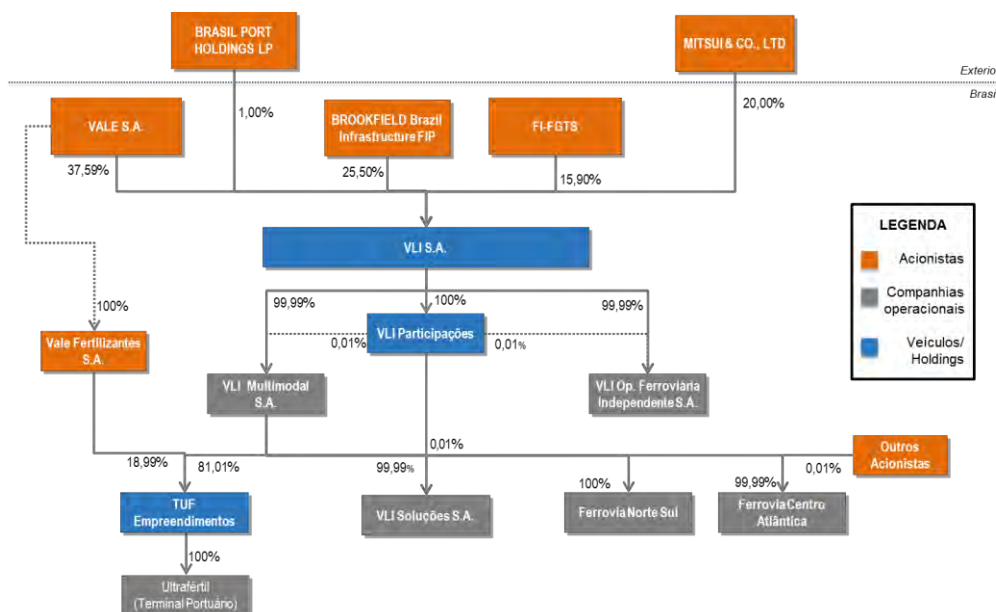 BRASIL PORT
HOLDINGS LP
MITSUI & CO., LTD
Exterio
Brasi
1,00%
20,00%
VALE S.A.
BROOKFIELD Brazil
Infrastructure FIP
FI-FGTS
37,59%
25,50%
15,90%
VLI S.A.
LEGENDA
Acionistas
Companhias
operacionais
Veículos/
Holdings
99,99%
100%
99,99%
100%
Vale Fertilizantes
S.A.
VLI Participações
0,01%
0,01%
VLI Multimodal
S.A.
VLI Op. Ferroviária
Independente S.A.
0,01%
Outros
Acionistas
18,99%
81,01%
99,99%
100%
99,99%
0,01%
TUF
Empreendimentos
VLI Soluções S.A.
Ferrovia Norte Sul
Ferrovia Centro
Atlântica
100%
Ultrafértil
(Terminal Portuário)